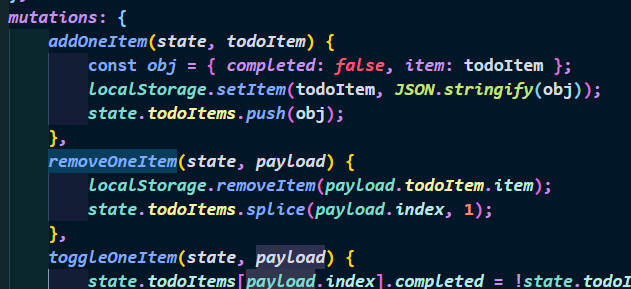 mutations: {
addOneItem(state, todoItem) {
const obj = { completed: false, item: todoItem };
localStorage.setItem(todoItem, JSON.stringify(obj));
state.todoItems.push(obj);
},
removeOneItem(state, payload) {
localStorage.removeItem(payload.todoItem.item);
state.todoItems.splice(payload.index, 1);
},
toggleOneItem(state, payload) {
state.todoItems[payload.index].completed = !state.todoI